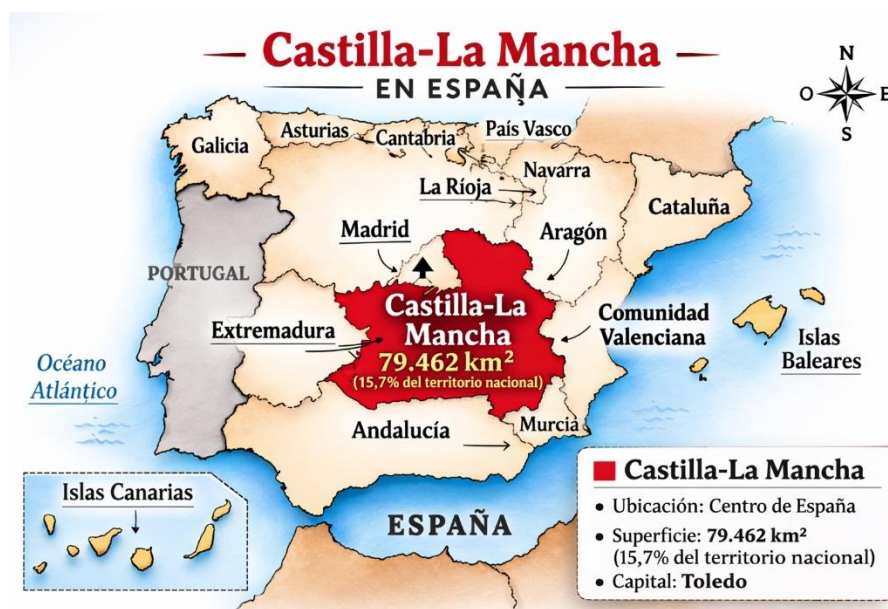 Castilla-La Mancha
EN ESPAÑA
N
O E
S
Galicia
Asturias
Cantabria
País Vasco
Navarra
La Ríoja
Cataluña
Madrid
Aragón
PORTUGAL
Castilla-La
Mancha
79.462 km²
(15,7% del territorio nacional)
Extremadura
Comunidad
Valenciana
Islas
Baleares
Océano
Atlántico
Andalucía
Murcia
Islas Canarias
ESPAÑA
Castilla-La Mancha
• Ubicación: Centro de España
• Superficie: 79.462 km²
(15,7% del territorio nacional)
• Capital: Toledo